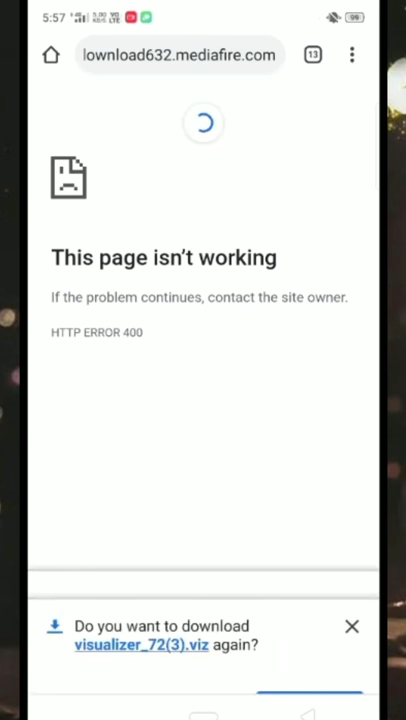 5:57
lownload632.mediafire.com
13
This page isn't working
If the problem continues, contact the site owner.
HTTP ERROR 400
Do you want to download
visualizer_72(3).viz again?